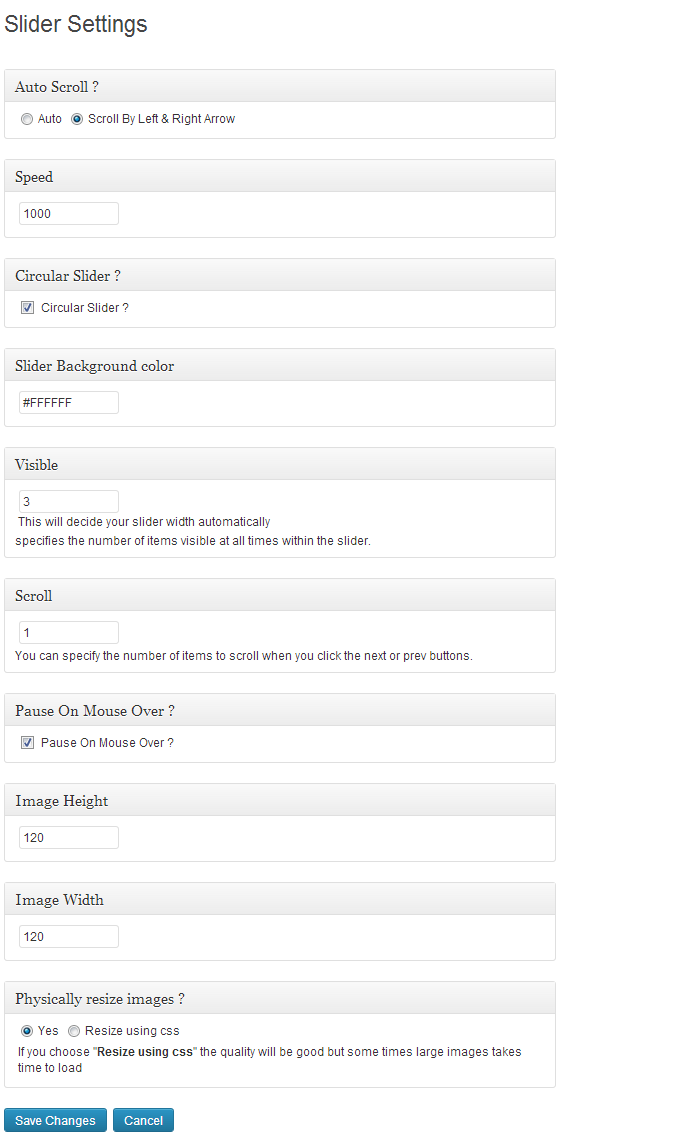 Slider Settings
Auto Scroll ?
Auto Scroll By Left & Right Arrow
Speed
1000
Circular Slider ?
Circular Slider ?
Slider Background color
#FFFFFF
Visible
3
This will decide your slider width automatically
specifies the number of items visible at all times within the slider.
Scroll
1
You can specify the number of items to scroll when you click the next or prev buttons.
Pause On Mouse Over ?
Pause On Mouse Over ?
Image Height
120
Image Width
120
Physically resize images ?
Yes Resize using css
If you choose "Resize using css" the quality will be good but some times large images takes
time to load
Save Changes Cancel